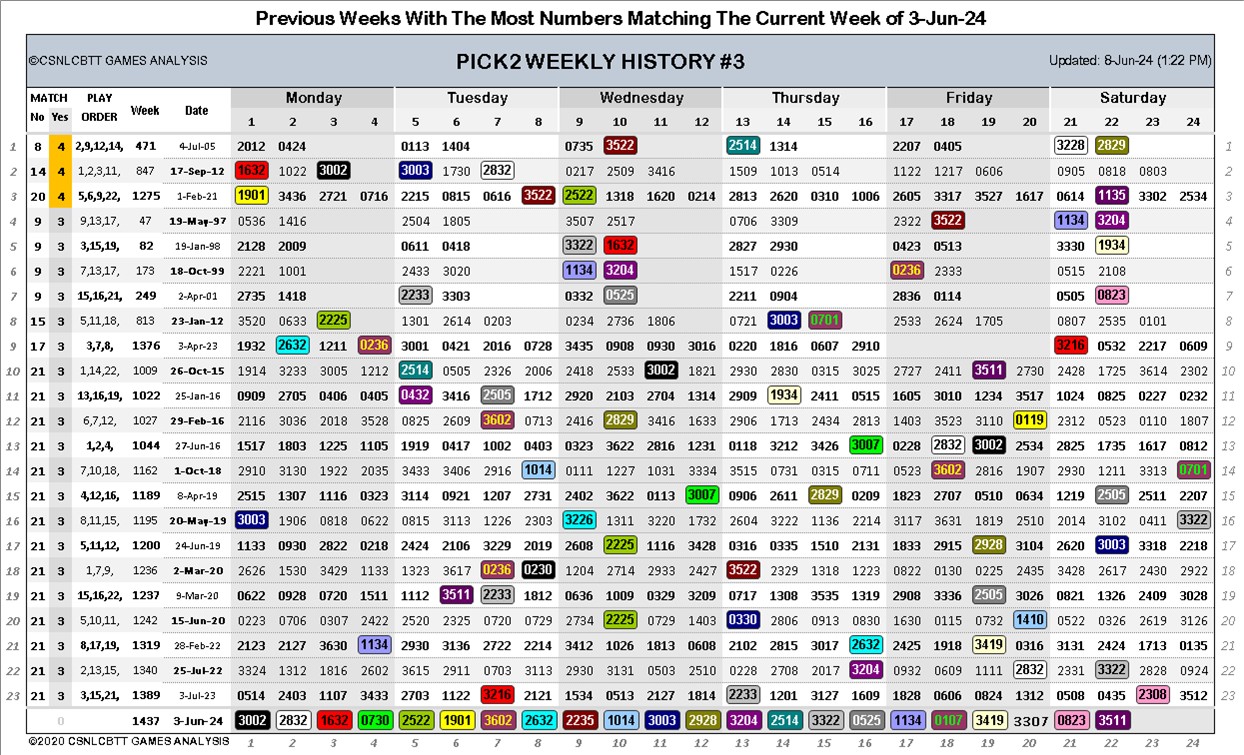 Previous Weeks With The Most Numbers Matching The Current Week of 3-Jun-24
©CSNLCBTT GAMES ANALYSIS PICK2 WEEKLY HISTORY #3 Updated: 8-Jun-24 (1:22 PM)
MATCH PLAY Week Date Monday Tuesday Wednesday Thursday Friday Saturday
No Yes ORDER 1 2 3 4 5 6 7 8 9 10 11 12 13 14 15 16 17 18 19 20 21 22 23 24
1 8 4 2,9,12,14, 471 4-Jul-05 2012 0424 0113 1404 0735 3522 2514 1314 2207 0405 3228 2829 1
2 14 4 1,2,3,11, 847 17-Sep-12 1632 1022 3002 3003 1730 2832 0217 2509 3416 1509 1013 0514 1122 1217 0606 0905 0818 0803 2
3 20 4 5,6,9,22, 1275 1-Feb-21 1901 3436 2721 0716 2215 0815 0616 3522 2522 1318 1620 0214 2813 2620 0310 1006 2605 3317 3527 1617 0614 1135 3302 2534 3
4 9 3 9,13,17, 47 19-May-97 0536 1416 2504 1805 3507 2517 0706 3309 2322 3522 1134 3204 4
5 9 3 3,15,19, 82 19-Jan-98 2128 2009 0611 0418 3322 1632 2827 2930 0423 0513 3330 1934 5
6 9 3 7,13,17, 173 18-Oct-99 2221 1001 2433 3020 1134 3204 1517 0226 0236 2333 0515 2108 6
7 9 3 15,16,21, 249 2-Apr-01 2735 1418 2233 3303 0332 0525 2211 0904 2836 0114 0505 0823 7
8 15 3 5,11,18, 813 23-Jan-12 3520 0633 2225 1301 2614 0203 0234 2736 1806 0721 3003 0701 2533 2624 1705 0807 2535 0101 8
9 17 3 3,7,8, 1376 3-Apr-23 1932 2632 1211 0236 3001 0421 2016 0728 3435 0908 0930 3016 0220 1816 0607 2910 3216 0532 2217 0609 9
10 21 3 1,14,22, 1009 26-Oct-15 1914 3233 3005 1212 2514 0505 2326 2006 2418 2533 3002 1821 2930 2830 0315 3025 2727 2411 3511 2730 2428 1725 3614 2302 10
11 21 3 13,16,19, 1022 25-Jan-16 0909 2705 0406 0405 0432 3416 2505 1712 2920 2103 2704 1314 2909 1934 2411 0515 1605 3010 1234 3517 1024 0825 0227 0232 11
12 21 3 6,7,12, 1027 29-Feb-16 2116 3036 2018 3528 0825 2609 3602 0723 2416 2829 3416 1633 2906 1713 2434 2813 1403 3523 3110 0119 2312 0523 0110 1807 12
13 21 3 1,2,4, 1044 27-Jun-16 1517 1803 1225 1105 1919 0417 1002 0403 0323 3622 2816 1231 0118 3212 3426 3007 0228 2832 3002 2534 2825 1735 1617 0812 13
14 21 3 7,10,18, 1162 1-Oct-18 2910 3130 1922 2035 3433 3406 2916 1014 0111 1227 1031 3334 3515 0731 0315 0711 0523 3602 2816 1907 2930 1211 3313 0701 14
15 21 3 4,12,16, 1189 8-Apr-19 2515 1307 1116 0323 3114 0921 1207 2731 2402 3622 0113 3007 0906 2611 2829 0209 1823 2707 0510 0634 1219 2505 2511 2207 15
16 21 3 8,11,15, 1195 20-May-19 3003 1906 0818 0622 0815 3113 1226 2303 3226 1311 3220 1732 2604 3222 1136 2214 3117 3631 1819 2510 2014 3102 0411 3322 16
17 21 3 5,11,12, 1200 24-Jun-19 1133 0930 2822 0218 2424 2106 3229 2019 2608 2225 1116 3428 0316 0335 1510 2131 1833 2915 2928 3104 2620 3003 3318 2218 17
18 21 3 1,7,9, 1236 2-Mar-20 2626 1530 3429 1133 1323 3617 0236 0230 1204 2714 2933 2427 3522 2329 1318 1223 0822 0130 0225 2435 3428 2617 2430 2922 18
19 21 3 15,16,22, 1237 9-Mar-20 0622 0928 0720 1511 1112 3511 2233 1812 0636 1009 0329 3209 0717 1308 3535 1319 2908 3336 2505 3026 0821 1326 2409 3028 19
20 21 3 5,10,11, 1242 15-Jun-20 0223 0706 0307 2422 2520 2325 0720 0729 2734 2225 0729 1403 0330 2806 0913 0830 1630 0115 0732 1410 0522 0326 2619 3126 20
21 21 3 8,17,19, 1319 28-Feb-22 2123 2127 3630 1134 2930 3136 2722 2214 3412 1026 1813 0608 2102 2815 3017 2632 2425 1918 3419 0316 3131 2424 1713 0135 21
22 21 3 2,13,15, 1340 25-Jul-22 3324 1312 1816 2602 3615 2911 0703 3113 2930 3131 0503 2510 0228 2708 2017 3204 0932 0609 1111 2832 2331 3322 2828 0924 22
23 21 3 3,15,21, 1389 3-Jul-23 0514 2403 1107 3433 2703 1122 3216 2121 1534 0513 2127 1814 2233 1201 3127 1609 1828 0606 0824 1312 0508 0435 2308 3512 23
0 1437 3-Jun-24 3002 2832 1632 0730 2522 1901 3602 2632 2235 1014 3003 2928 3204 2514 3322 0525 1134 0107 3419 3307 0823 3511
©2020 CSNLCBTT GAMES ANALYSIS 1 2 3 4 5 6 7 8 9 10 11 12 13 14 15 16 17 18 19 20 21 22 23 24